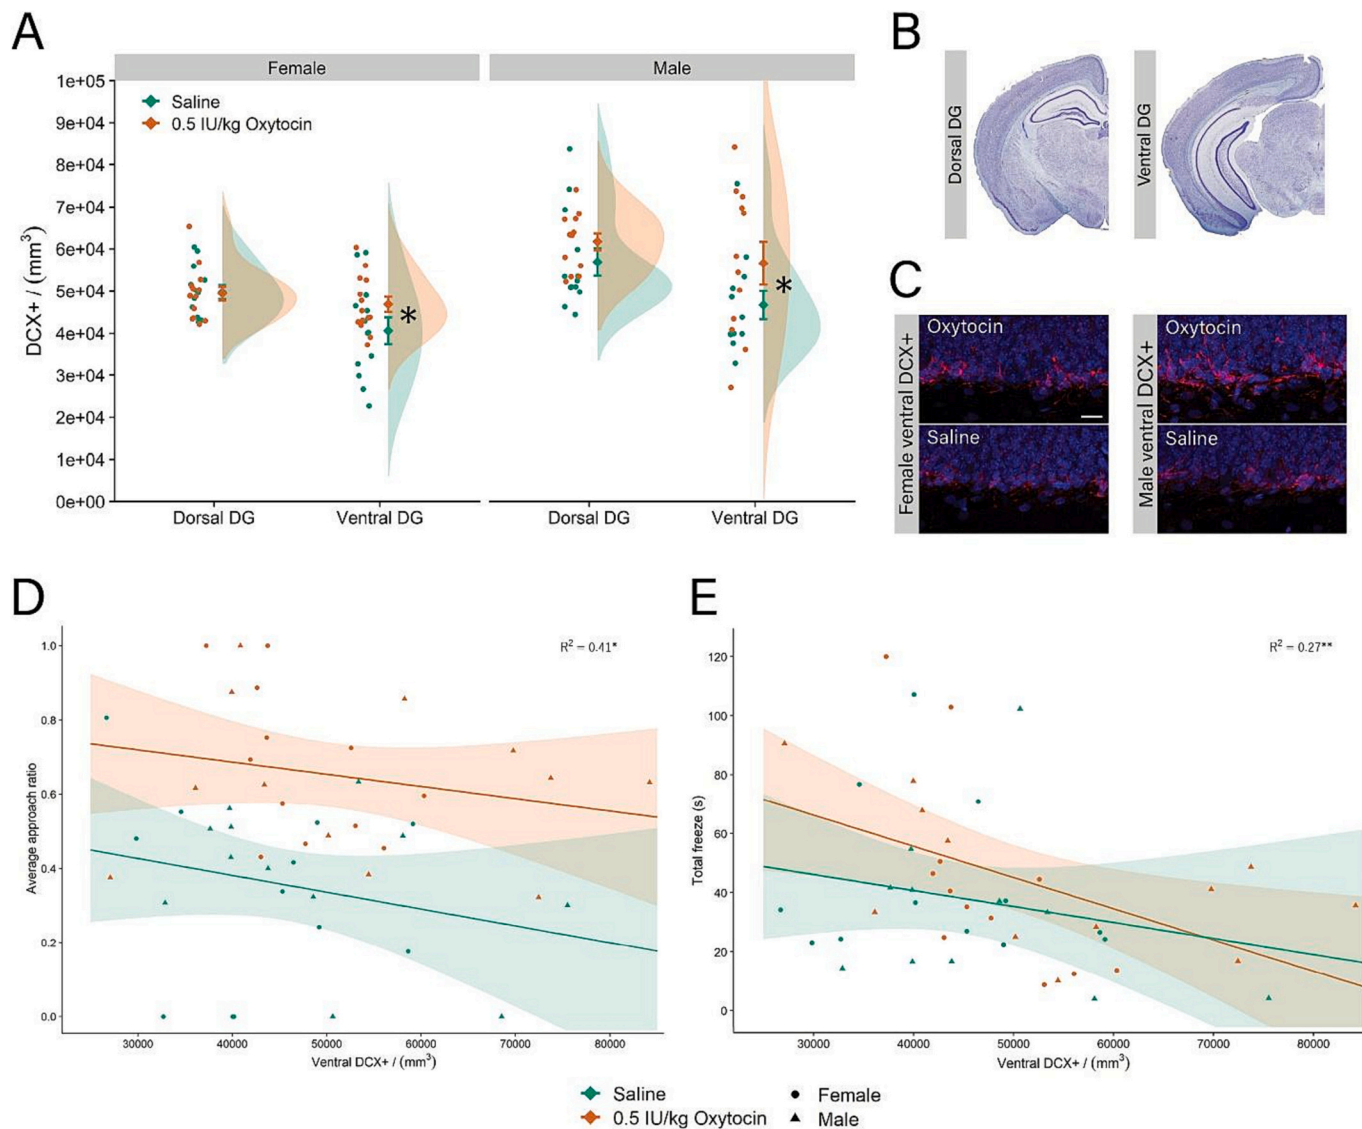 A
Female
Male
Saline
0.5 IU/kg Oxytocin
DCX+ / (mm³)
1e+05
9e+04
8e+04
7e+04
6e+04
5e+04
4e+04
3e+04
2e+04
1e+04
0e+00
*
*
Dorsal DG
Ventral DG
Dorsal DG
Ventral DG
B
Dorsal DG
Ventral DG
C
Female ventral DCX+
Oxytocin
Saline
Male ventral DCX+
Oxytocin
Saline
D
R² = 0.41*
Average approach ratio
1.0
0.8
0.6
0.4
0.2
0.0
30000 40000 50000 60000 70000 80000
Ventral DCX+ / (mm³)
E
R² = 0.27**
Total freeze (s)
120
100
80
60
40
20
0
30000 40000 50000 60000 70000 80000
Ventral DCX+ / (mm³)
Saline
0.5 IU/kg Oxytocin
Female
Male